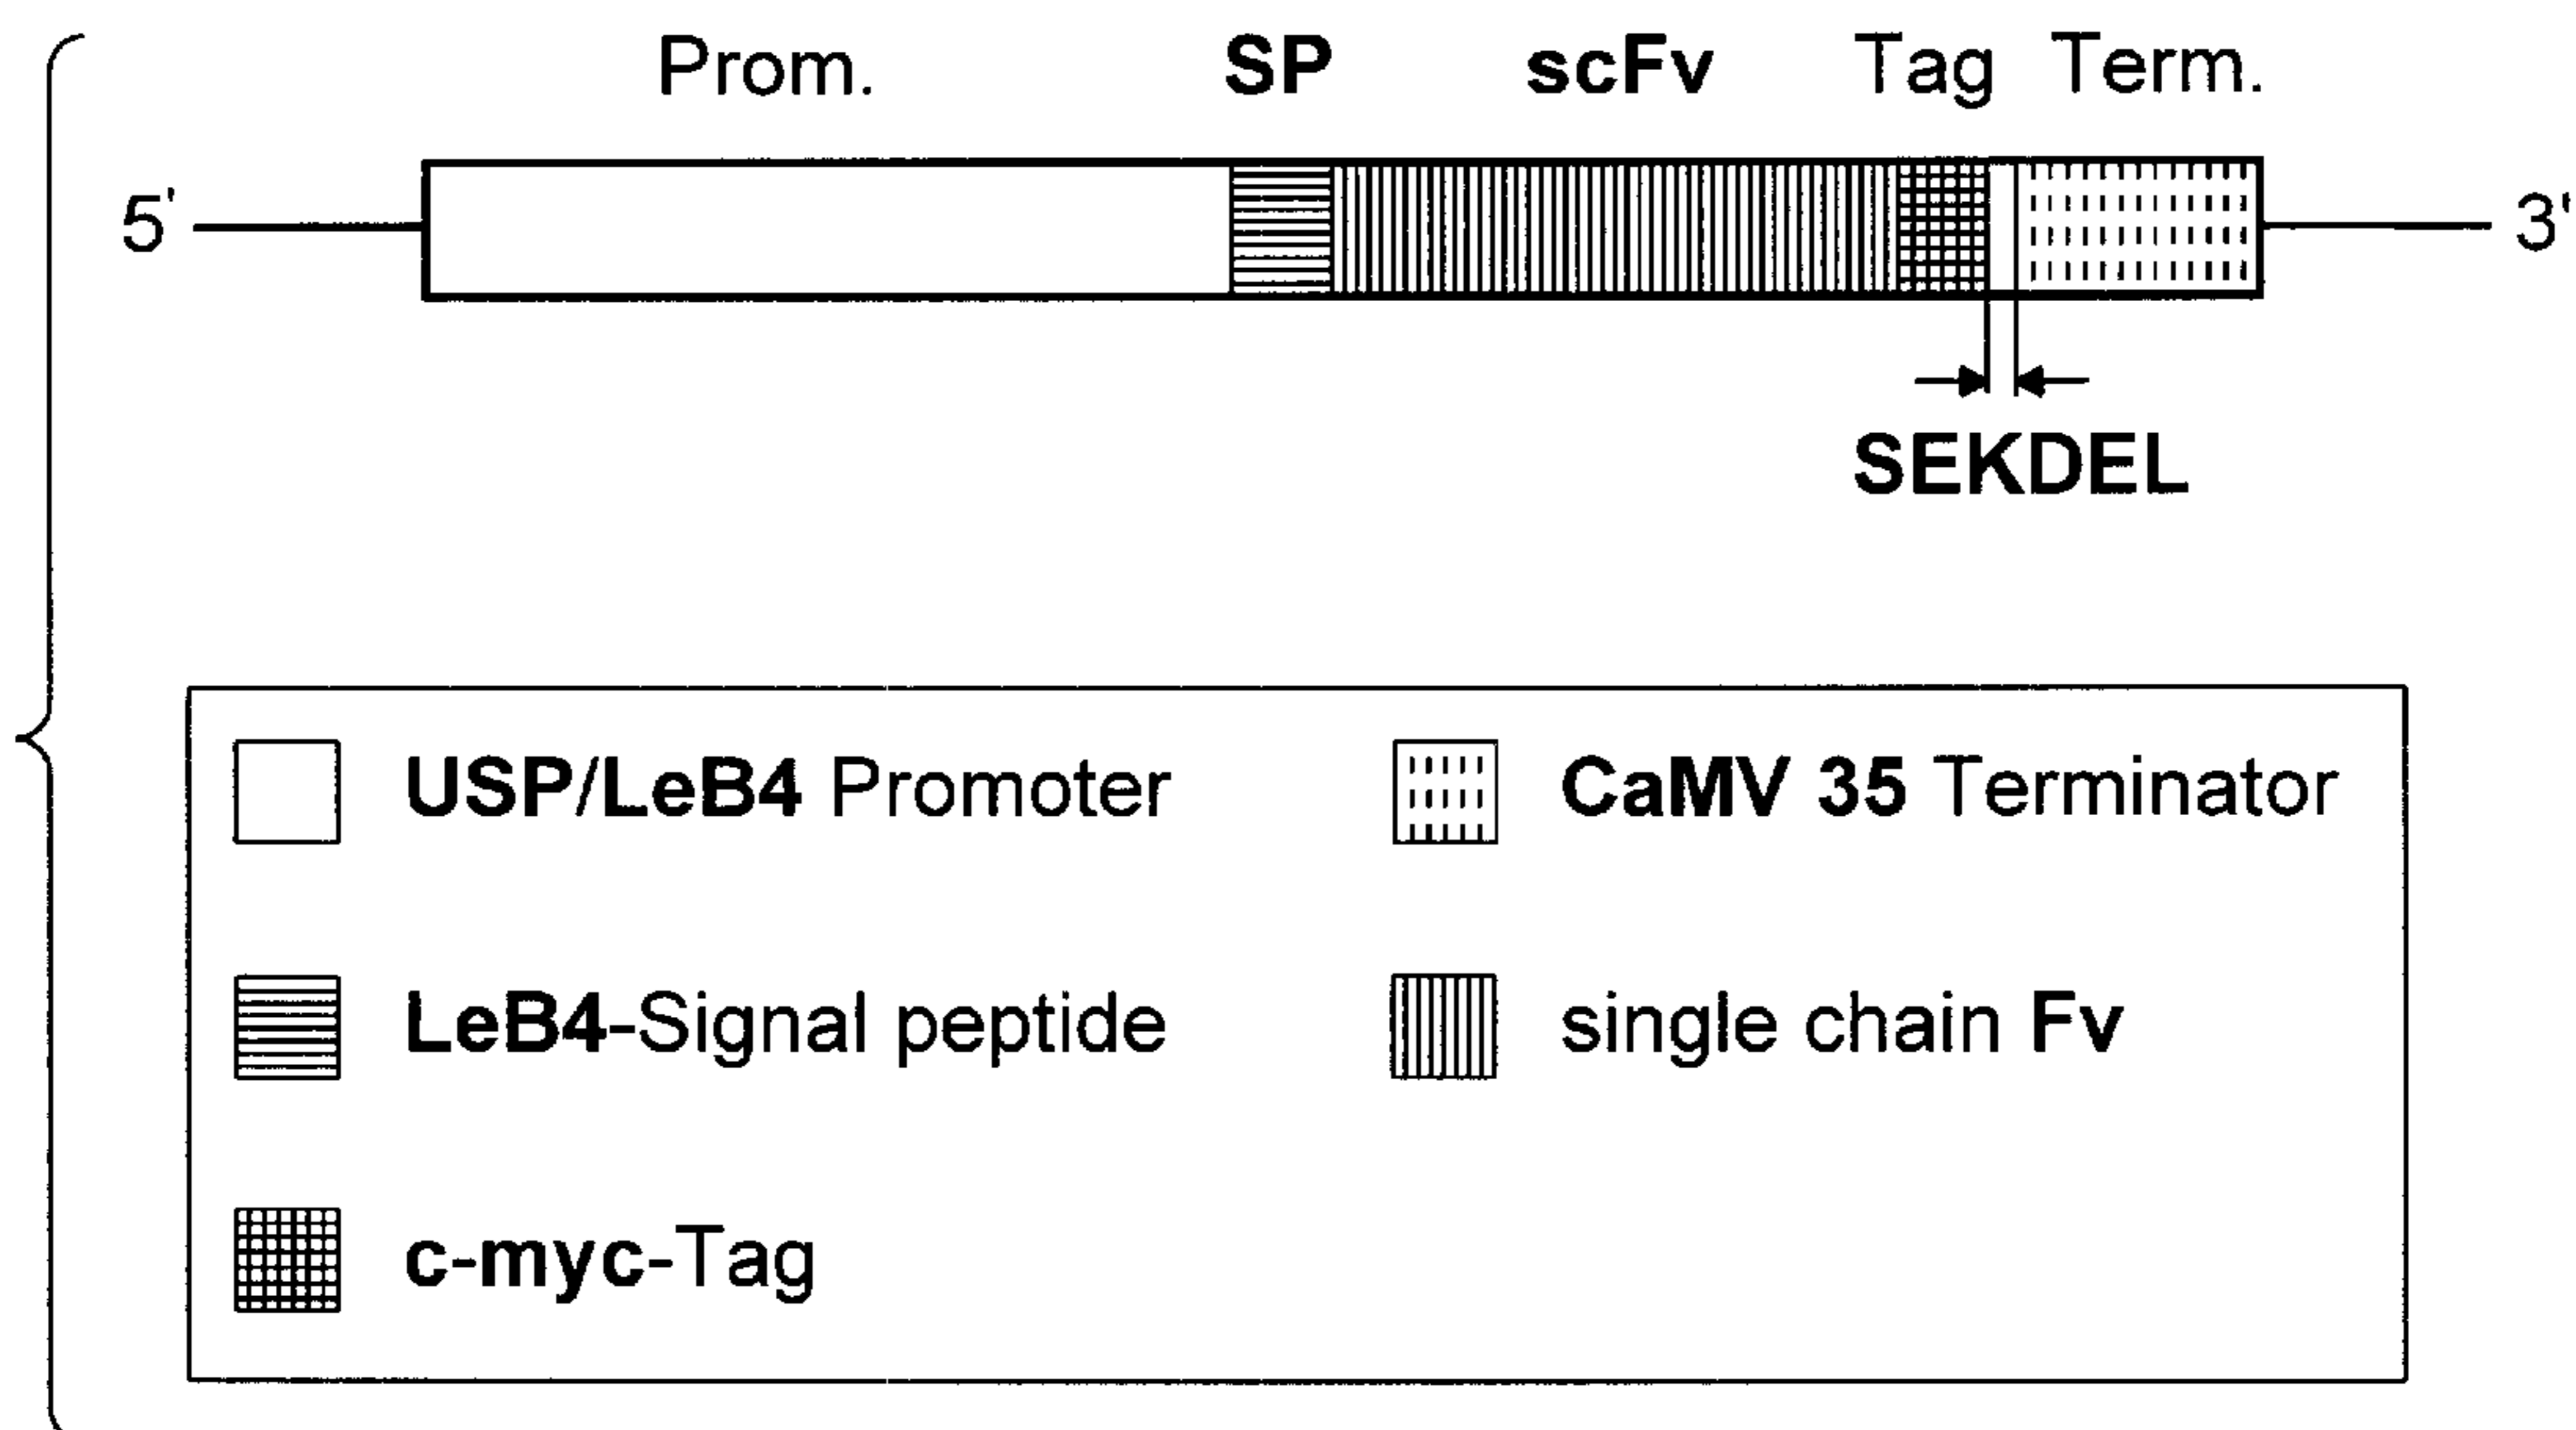 Prom. SP scFv Tag Term.
5' 3'
SEKDEL
USP/LeB4 Promoter
CaMV 35 Terminator
LeB4-Signal peptide
single chain Fv
c-myc-Tag